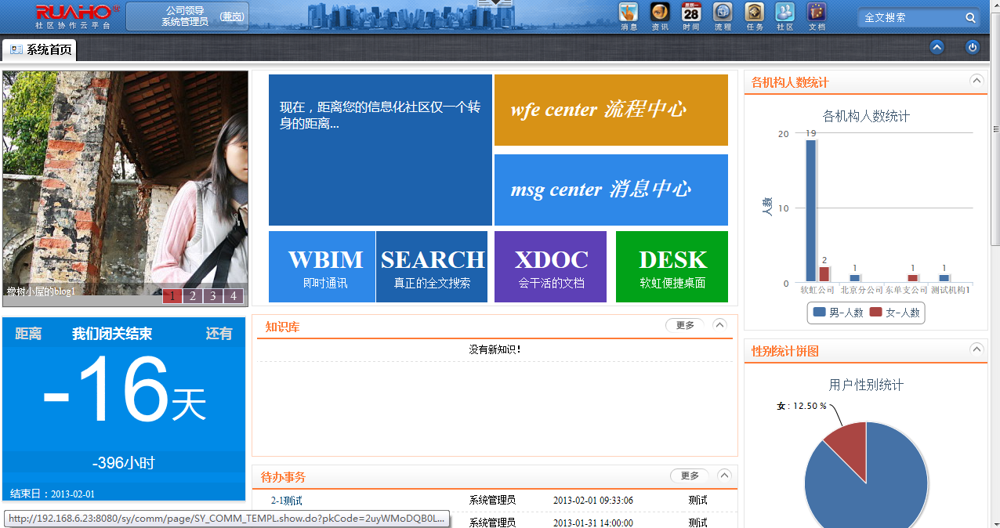 RUAHO®
社区协作云平台
公司领导
系统管理员
(兼岗)
消息
资讯
28
时间
流程
任务
社区
文档
全文搜索
系统首页
橡树小屋的blog1
1 2 3 4
距离 我们闭关结束 还有
-16天
-396小时
结束日：2013-02-01
现在，距离您的信息化社区仅一个转
身的距离...
wfe center 流程中心
msg center 消息中心
WBIM
即时通讯
SEARCH
真正的全文搜索
XDOC
会干活的文档
DESK
软虹便捷桌面
知识库 更多
没有新知识！
待办事务 更多
2-1测试 系统管理员 2013-02-01 09:33:06 测试
系统管理员 2013-01-31 14:00:00 测试
各机构人数统计
各机构人数统计
人数
20
10
0
19
2
1
1
1
软虹公司 北京分公司 东单支公司 测试机构1
男-人数 女-人数
性别统计饼图
用户性别统计
女 : 12.50 %
http://192.168.6.23:8080/sy/comm/page/SY_COMM_TEMPL.show.do?pkCode=2uyWMoDQB0L...